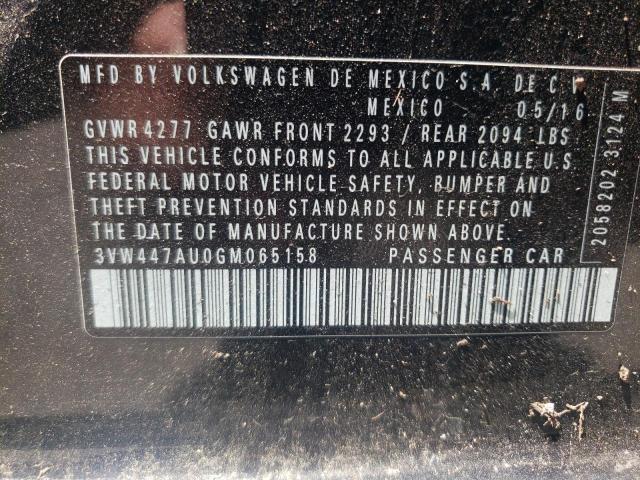 MFD BY VOLKSWAGEN DE MEXICO S.A. DE C.V
MEXICO 05/16
GVWR 4277 GAWR FRONT 2293 / REAR 2094 LBS
THIS VEHICLE CONFORMS TO ALL APPLICABLE U.S
FEDERAL MOTOR VEHICLE SAFETY, BUMPER AND
THEFT PREVENTION STANDARDS IN EFFECT ON
THE DATE OF MANUFACTURE SHOWN ABOVE.
3VW447AU0GM065158 PASSENGER CAR
2058202 3124 M